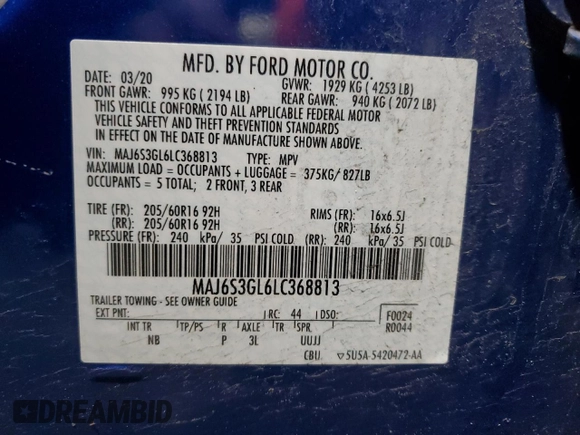 MFD. BY FORD MOTOR CO.
DATE: 03/20 GVWR: 1929 KG ( 4253 LB)
FRONT GAWR: 995 KG ( 2194 LB) REAR GAWR: 940 KG ( 2072 LB)
THIS VEHICLE CONFORMS TO ALL APPLICABLE FEDERAL MOTOR
VEHICLE SAFETY AND THEFT PREVENTION STANDARDS
IN EFFECT ON THE DATE OF MANUFACTURE SHOWN ABOVE.
VIN: MAJ6S3GL6LC368813 TYPE: MPV
MAXIMUM LOAD = OCCUPANTS + LUGGAGE = 375KG/ 827LB
OCCUPANTS = 5 TOTAL; 2 FRONT, 3 REAR
TIRE (FR): 205/60R16 92H RIMS (FR): 16x6.5J
(RR): 205/60R16 92H (RR): 16x6.5J
PRESSURE (FR): 240 kPa/ 35 PSI COLD (RR): 240 kPa/ 35 PSI COLD
MAJ6S3GL6LC368813
TRAILER TOWING - SEE OWNER GUIDE
EXT PNT: RC: 44 DSO: F0024
INT TR TP/PS R AXLE TR SPR R0044
NB P 3L UUJJ
CBU ▽5U5A-5420472-AA
DREAMBID